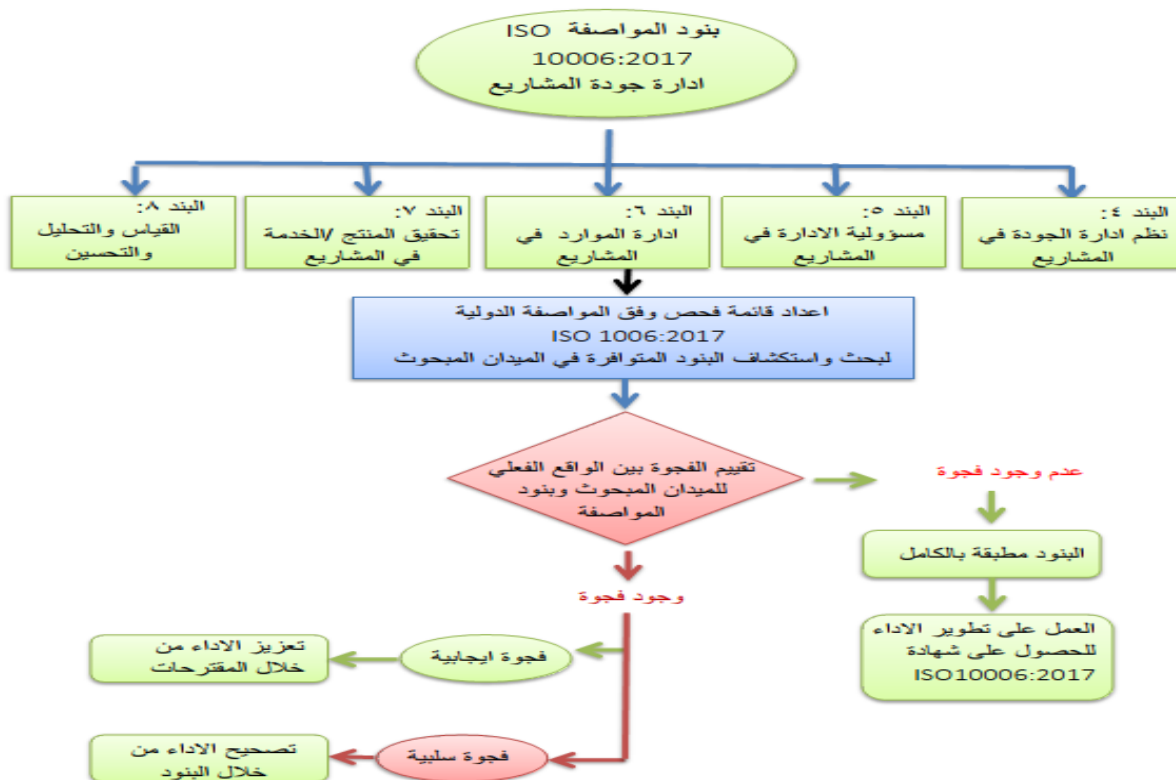 بنود المواصفة ISO
10006:2017
ادارة جودة المشاريع
البند ٤:
نظم ادارة الجودة في
المشاريع
البند ٥:
مسؤولية الادارة في
المشاريع
البند ٦:
ادارة الموارد في
المشاريع
البند ٧:
تحقيق المنتج /الخدمة
في المشاريع
البند ٨:
القياس والتحليل
والتحسين
اعداد قائمة فحص وفق المواصفة الدولية
ISO 1006:2017
لبحث واستكشاف البنود المتوافرة في الميدان المبحوث
تقييم الفجوة بين الواقع الفعلي
للميدان المبحوث وبنود
المواصفة
عدم وجود فجوة
البنود مطبقة بالكامل
العمل على تطوير الاداء
للحصول على شهادة
ISO10006:2017
وجود فجوة
فجوة ايجابية
تعزيز الاداء من
خلال المقترحات
فجوة سلبية
تصحيح الاداء من
خلال البنود